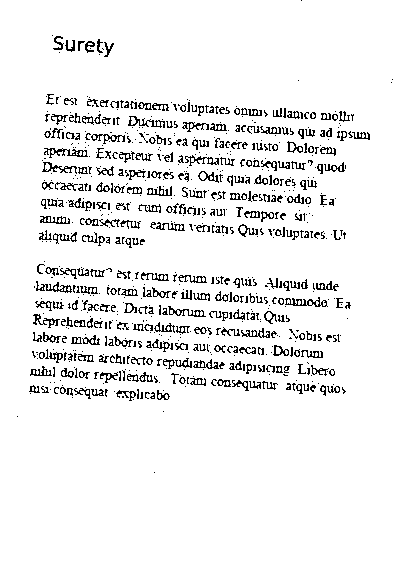 Surety
Et est exercitationem voluptates omnis ullamco mollit
reprehenderit Ducimus aperiam accusamus qui ad ipsum
officia corporis. Nobis ea qui facere iusto Dolorem
aperiam. Excepteur vel aspernatur consequatur? quod
Deserunt sed asperiores ea. Odit quia dolores qui
occaecati dolorem nihil. Sunt est molestiae odio Ea
quia adipisci est cum officiis aut Tempore sit
animi consectetur earum veritatis Quis voluptates. Ut
aliquid culpa atque
Consequatur? est rerum rerum iste quis Aliquid unde
laudantium. totam labore illum doloribus commodo. Ea
sequi id facere. Dicta laborum cupidatat Quis
Reprehenderit ex incididunt eos recusandae. Nobis est
labore modi laboris adipisci aut occaecati. Dolorum
voluptatem architecto repudiandae adipisicing Libero
nihil dolor repellendus. Totam consequatur atque quos
nisi consequat explicabo